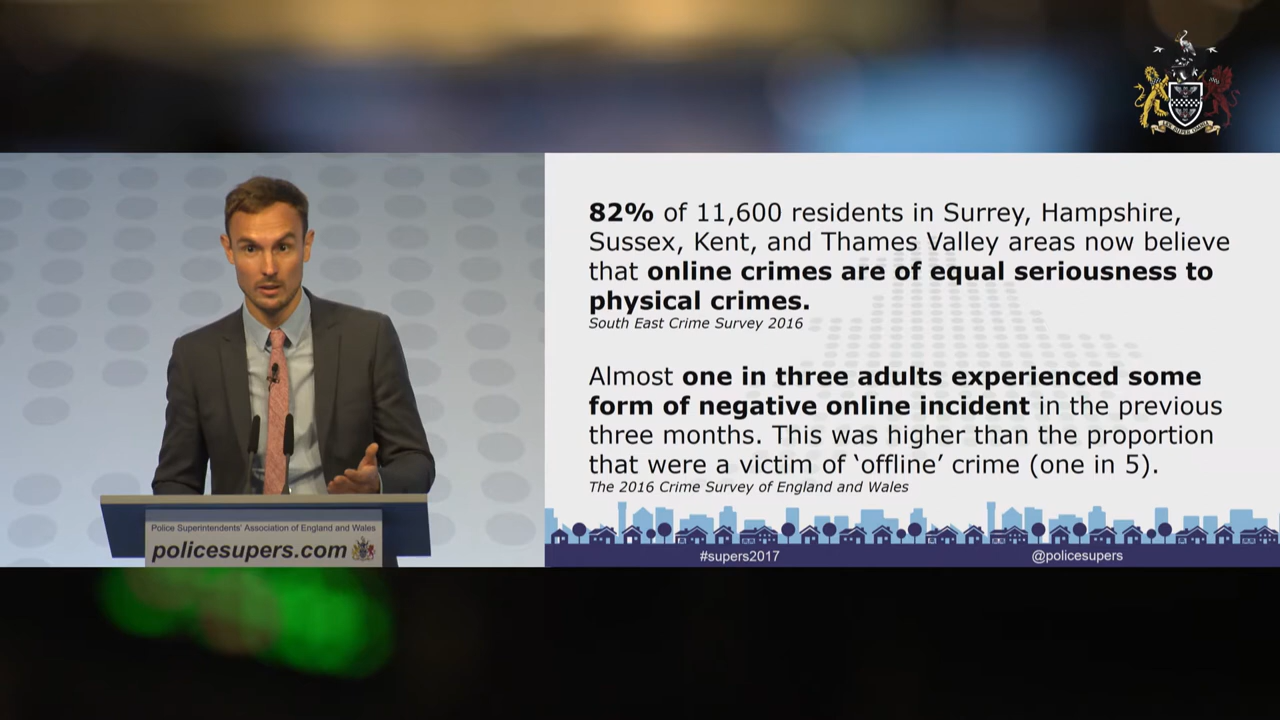 82% of 11,600 residents in Surrey, Hampshire,
Sussex, Kent, and Thames Valley areas now believe
that online crimes are of equal seriousness to
physical crimes.
South East Crime Survey 2016
Almost one in three adults experienced some
form of negative online incident in the previous
three months. This was higher than the proportion
that were a victim of ‘offline’ crime (one in 5).
The 2016 Crime Survey of England and Wales
#supers2017
@policesupers
Police Superintendents' Association of England and Wales
policesupers.com